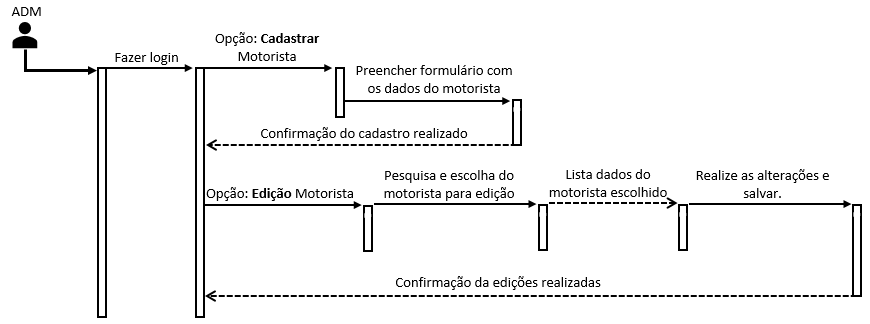 ADM
Fazer login
Opção: Cadastrar
Motorista
Preencher formulário com
os dados do motorista
Confirmação do cadastro realizado
Opção: Edição Motorista
Pesquisa e escolha do
motorista para edição
Lista dados do
motorista escolhido
Realize as alterações e
salvar.
Confirmação da edições realizadas